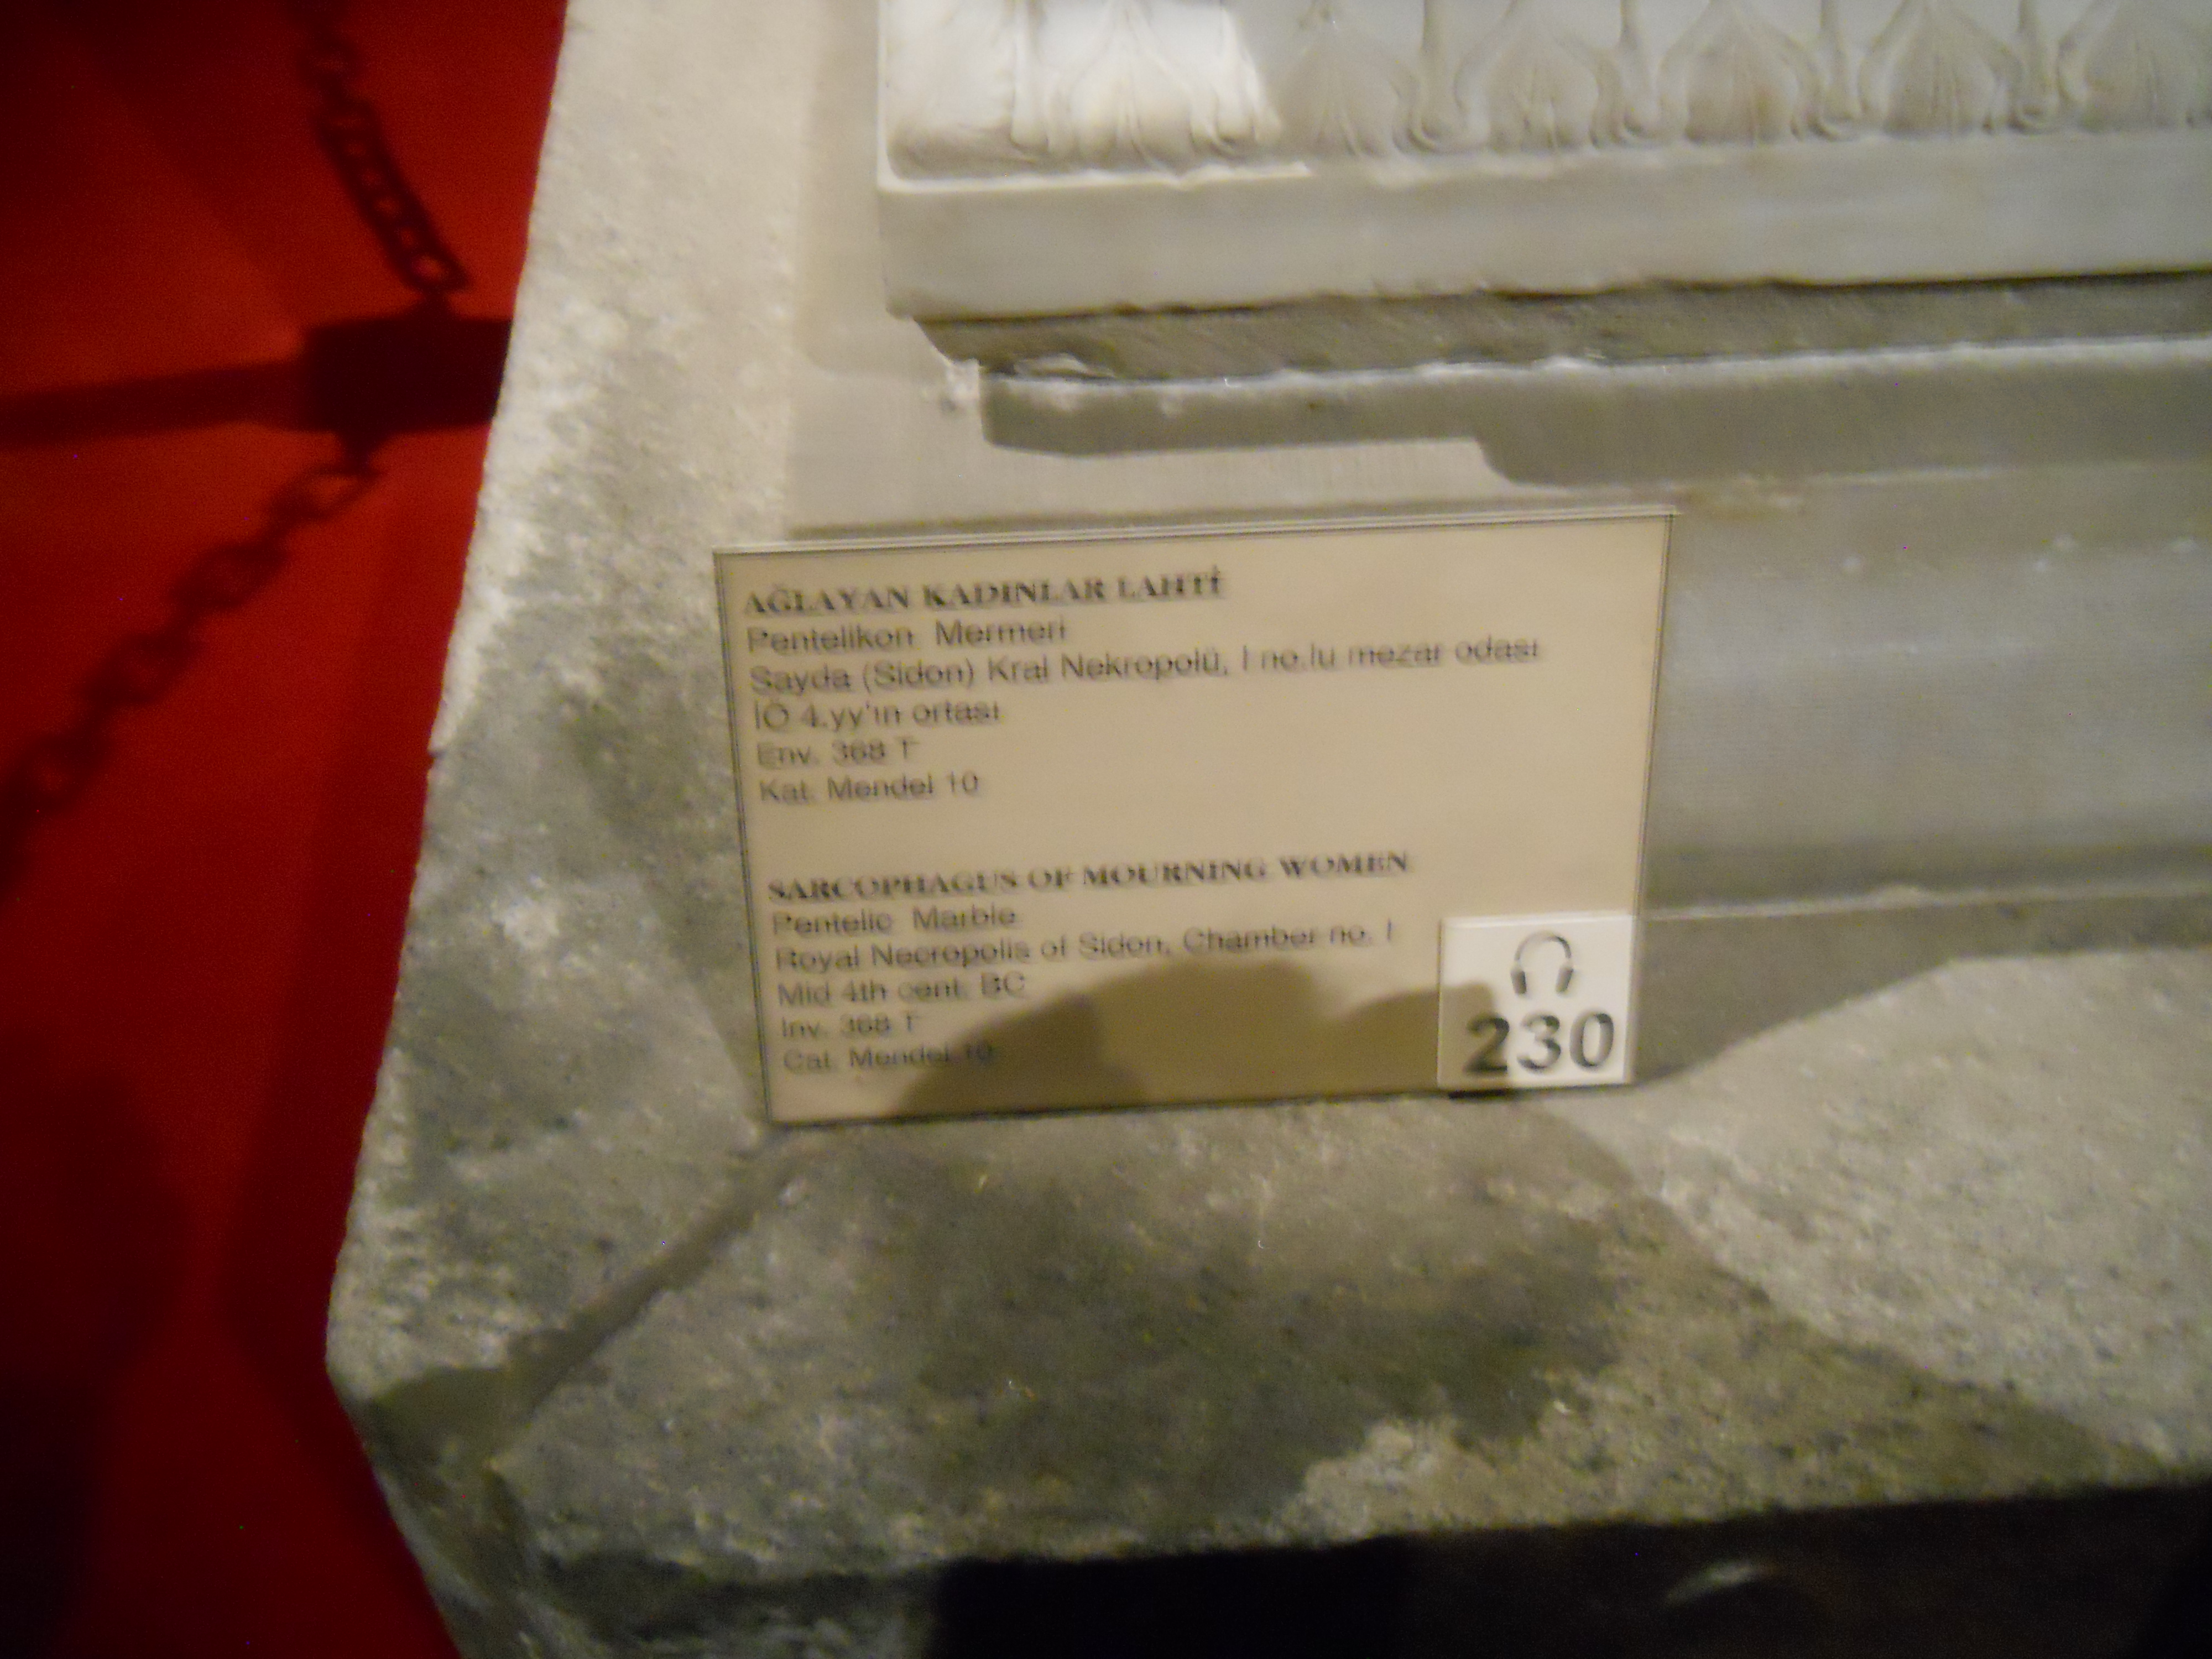 AĞLAYAN KADINLAR LAHTİ
Pentelikon Mermeri
Sayda (Sidon) Kral Nekropolü, I no.lu mezar odası
İÖ 4.yy'ın ortası
Env. 368 T
Kat. Mendel 10
SARCOPHAGUS OF MOURNING WOMEN
Pentelic Marble
Royal Necropolis of Sidon, Chamber no. I
Mid 4th cent. BC
Inv. 368 T
Cat. Mendel 10
230